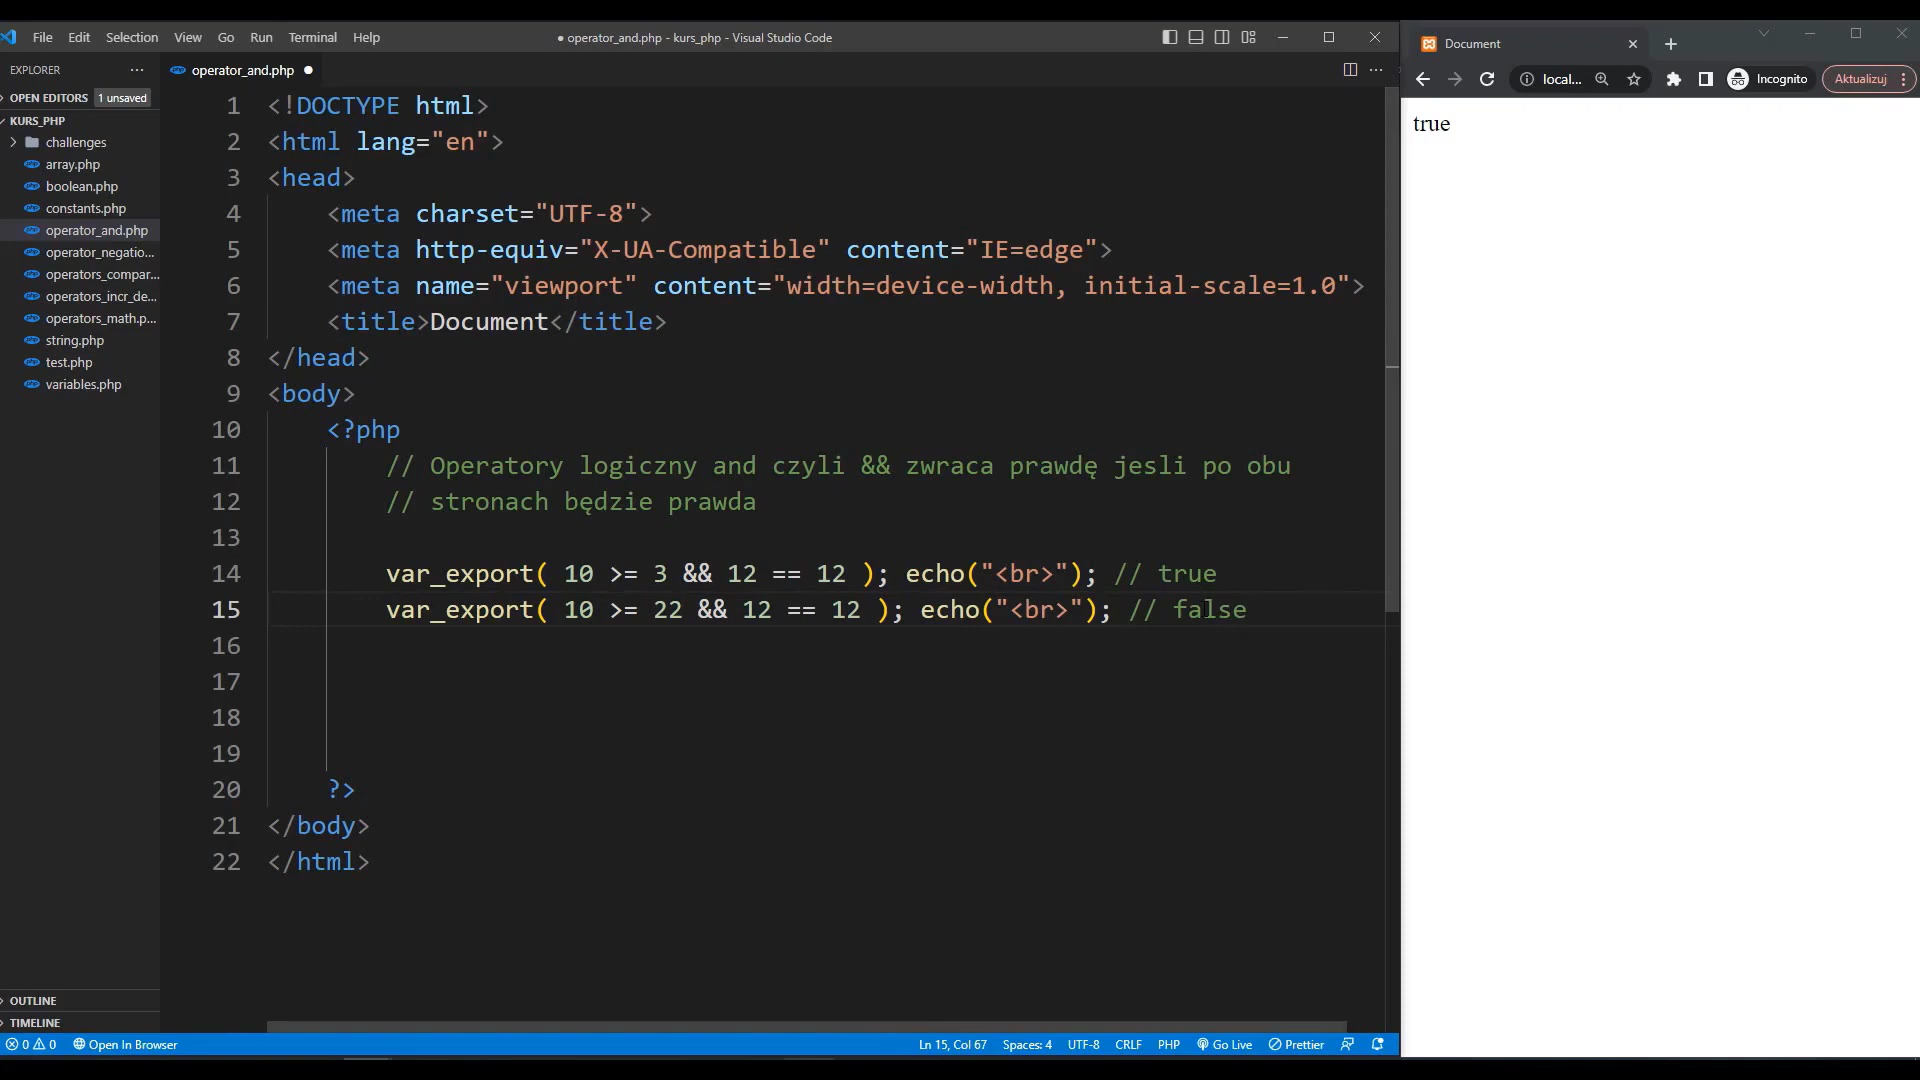 File Edit Selection View Go Run Terminal Help
● operator_and.php - kurs_php - Visual Studio Code
EXPLORER ...
OPEN EDITORS 1 unsaved
KURS_PHP
challenges
array.php
boolean.php
constants.php
operator_and.php
operator_negatio...
operators_compar...
operators_incr_de...
operators_math.p...
string.php
test.php
variables.php
OUTLINE
TIMELINE
operator_and.php ●
1 <!DOCTYPE html>
2 <html lang="en">
3 <head>
4 <meta charset="UTF-8">
5 <meta http-equiv="X-UA-Compatible" content="IE=edge">
6 <meta name="viewport" content="width=device-width, initial-scale=1.0">
7 <title>Document</title>
8 </head>
9 <body>
10 <?php
11 // Operatory logiczny and czyli && zwraca prawdę jesli po obu
12 // stronach będzie prawda
13
14 var_export( 10 >= 3 && 12 == 12 ); echo("<br>"); // true
15 var_export( 10 >= 22 && 12 == 12 ); echo("<br>"); // false
16
17
18
19
20 ?>
21 </body>
22 </html>
0 0 Open In Browser
Ln 15, Col 67 Spaces: 4 UTF-8 CRLF PHP Go Live Prettier
Document
local... Incognito Aktualizuj
true